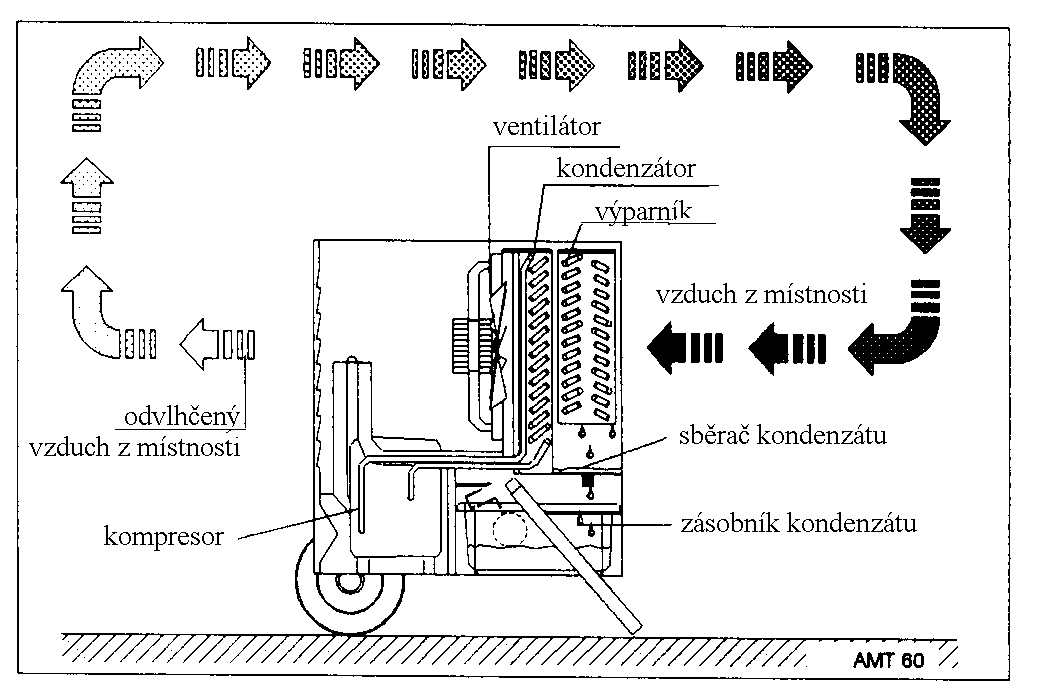 ventilátor
kondenzátor
výparník
vzduch z místnosti
odvlhčený
vzduch z místnosti
sběrač kondenzátu
zásobník kondenzátu
kompresor
AMT 60